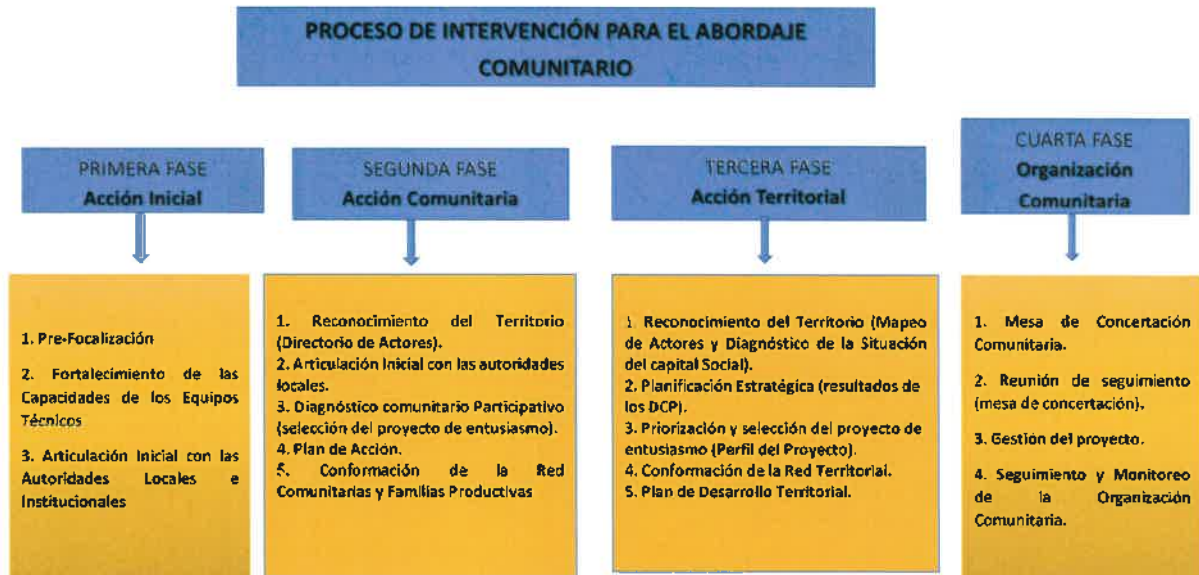 PROCESO DE INTERVENCIÓN PARA EL ABORDAJE
COMUNITARIO
PRIMERA FASE
Acción Inicial
1. Pre-Focalización
2. Fortalecimiento de las
Capacidades de los Equipos
Técnicos
3. Articulación Inicial con las
Autoridades Locales e
Institucionales
SEGUNDA FASE
Acción Comunitaria
1. Reconocimiento del Territorio
(Directorio de Actores).
2. Articulación Inicial con las autoridades
locales.
3. Diagnóstico comunitario Participativo
(selección del proyecto de entusiasmo).
4. Plan de Acción.
5. Conformación de la Red
Comunitarias y Familias Productivas
TERCERA FASE
Acción Territorial
1. Reconocimiento del Territorio (Mapeo
de Actores y Diagnóstico de la Situación
del capital Social).
2. Planificación Estratégica (resultados de
los DCP).
3. Priorización y selección del proyecto de
entusiasmo (Perfil del Proyecto).
4. Conformación de la Red Territorial.
5. Plan de Desarrollo Territorial.
CUARTA FASE
Organización
Comunitaria
1. Mesa de Concertación
Comunitaria.
2. Reunión de seguimiento
(mesa de concertación).
3. Gestión del proyecto.
4. Seguimiento y Monitoreo
de la Organización
Comunitaria.